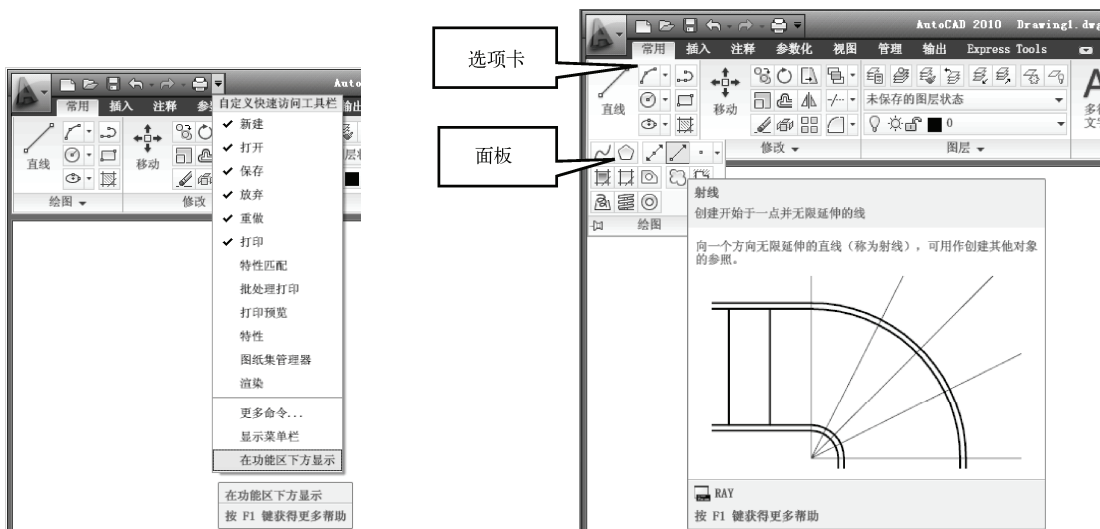 Auto
常用 插入 注释
自定义快速访问工具栏
新建
打开
保存
放弃
重做
打印
特性匹配
批处理打印
打印预览
特性
图纸集管理器
渲染
更多命令...
显示菜单栏
在功能区下方显示
在功能区下方显示
按 F1 键获得更多帮助
直线
移动
绘图
修改
选项卡
面板
AutoCAD 2010 Drawing1.dwg
常用 插入 注释 参数化 视图 管理 输出 Express Tools
直线
移动
未保存的图层状态
0
修改
图层
绘图
射线
创建开始于一点并无限延伸的线
向一个方向无限延伸的直线（称为射线），可用作创建其他对象
的参照。
RAY
按 F1 键获得更多帮助